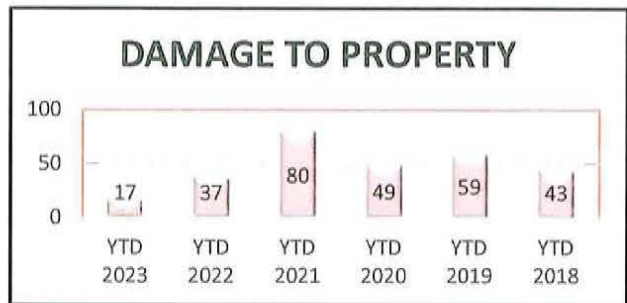 DAMAGE TO PROPERTY
100
50
0
17 37 80 49 59 43
YTD YTD YTD YTD YTD YTD
2023 2022 2021 2020 2019 2018